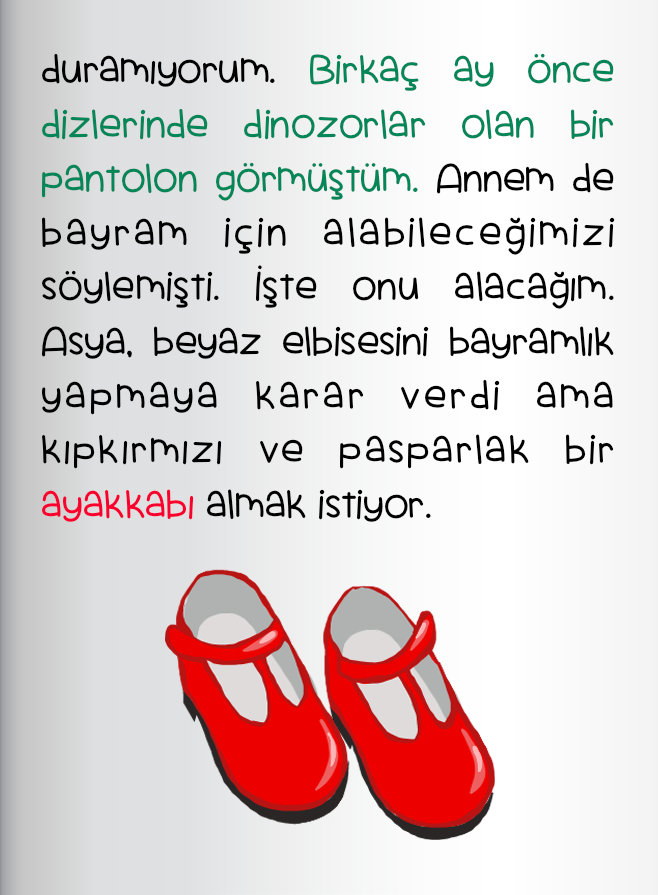 duramıyorum. Birkaç ay önce
dizlerinde dinozorlar olan bir
pantolon görmüştüm. Annem de
bayram için alabileceğimizi
söylemişti. İşte onu alacağım.
Asya, beyaz elbisesini bayramlık
yapmaya karar verdi ama
kıpkırmızı ve pasparlak bir
ayakkabı almak istiyor.